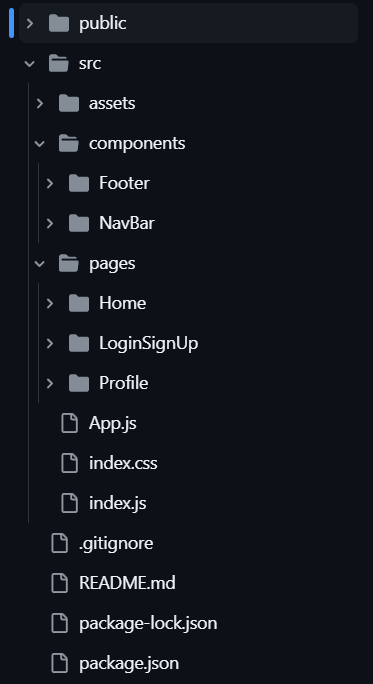 public
src
assets
components
Footer
NavBar
pages
Home
LoginSignUp
Profile
App.js
index.css
index.js
.gitignore
README.md
package-lock.json
package.json